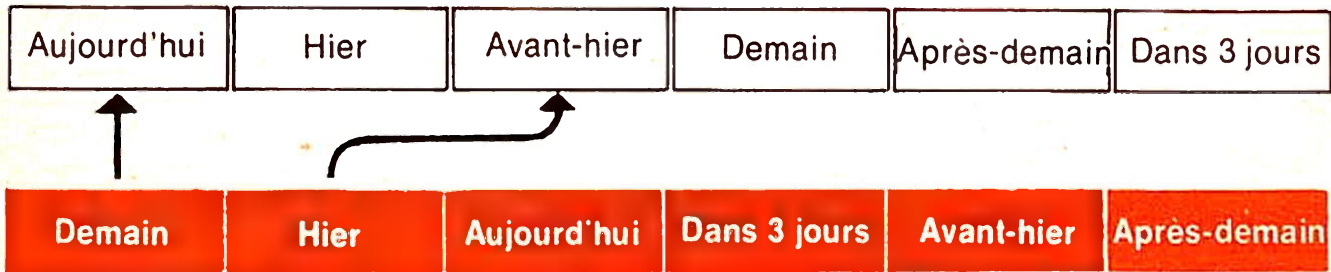 Aujourd'hui Hier Avant-hier Demain Après-demain Dans 3 jours
Demain Hier Aujourd'hui Dans 3 jours Avant-hier Après-demain